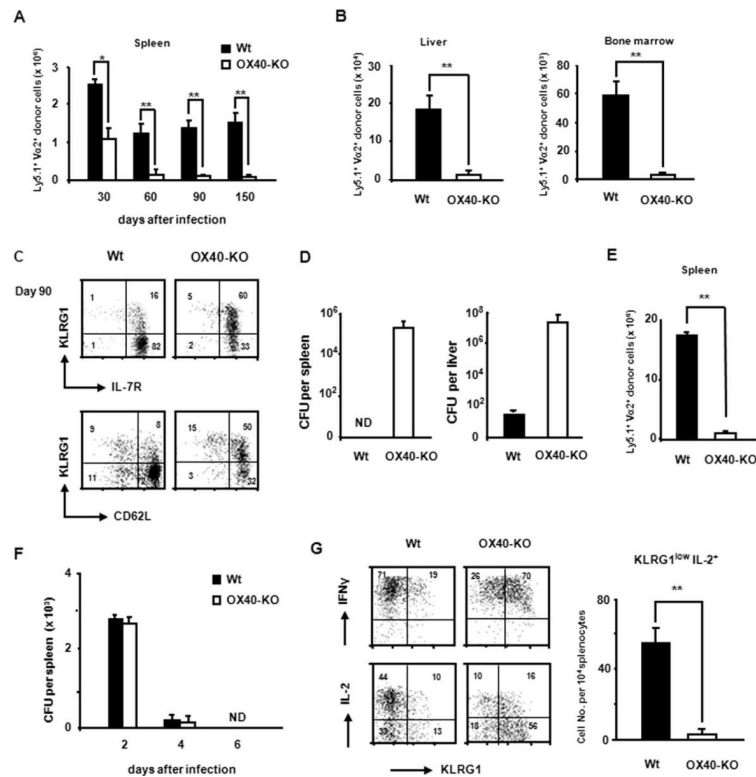 A
Spleen
Wt
OX40-KO
Ly5.1⁺ Vα2⁺ donor cells (x 10⁶)
3
2
1
0
*
**
**
**
30
60
90
150
days after infection
B
Liver
Ly5.1⁺ Vα2⁺ donor cells (x 10⁴)
30
20
10
0
**
Wt
OX40-KO
Bone marrow
Ly5.1⁺ Vα2⁺ donor cells (x 10³)
80
60
40
20
0
**
Wt
OX40-KO
C
Wt
OX40-KO
Day 90
KLRG1
1
16
1
82
5
60
2
33
IL-7R
KLRG1
9
8
11
72
15
50
3
32
CD62L
D
CFU per spleen
10⁶
10⁴
10²
0
ND
Wt
OX40-KO
CFU per liver
10⁸
10⁶
10⁴
10²
0
Wt
OX40-KO
E
Spleen
Ly5.1⁺ Vα2⁺ donor cells (x 10⁶)
20
10
0
**
Wt
OX40-KO
F
Wt
OX40-KO
CFU per spleen (x 10³)
4
2
0
ND
2
4
6
days after infection
G
Wt
OX40-KO
IFNγ
71
19
26
70
IL-2
44
10
33
13
10
16
18
56
KLRG1
KLRG1ˡᵒʷ IL-2⁺
Cell No. per 10⁴ splenocytes
80
40
0
**
Wt
OX40-KO